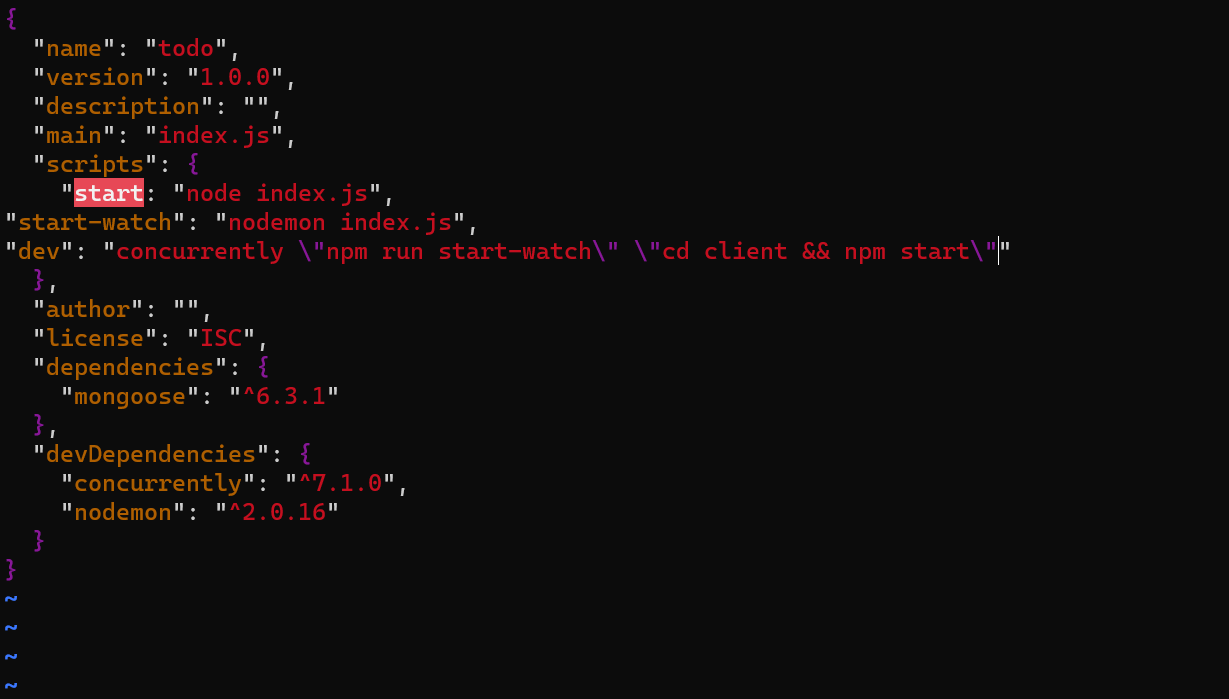 {
  "name": "todo",
  "version": "1.0.0",
  "description": "",
  "main": "index.js",
  "scripts": {
    "start: "node index.js",
"start-watch": "nodemon index.js",
"dev": "concurrently \"npm run start-watch\" \"cd client && npm start\""
  },
  "author": "",
  "license": "ISC",
  "dependencies": {
    "mongoose": "^6.3.1"
  },
  "devDependencies": {
    "concurrently": "^7.1.0",
    "nodemon": "^2.0.16"
  }
}
~
~
~
~